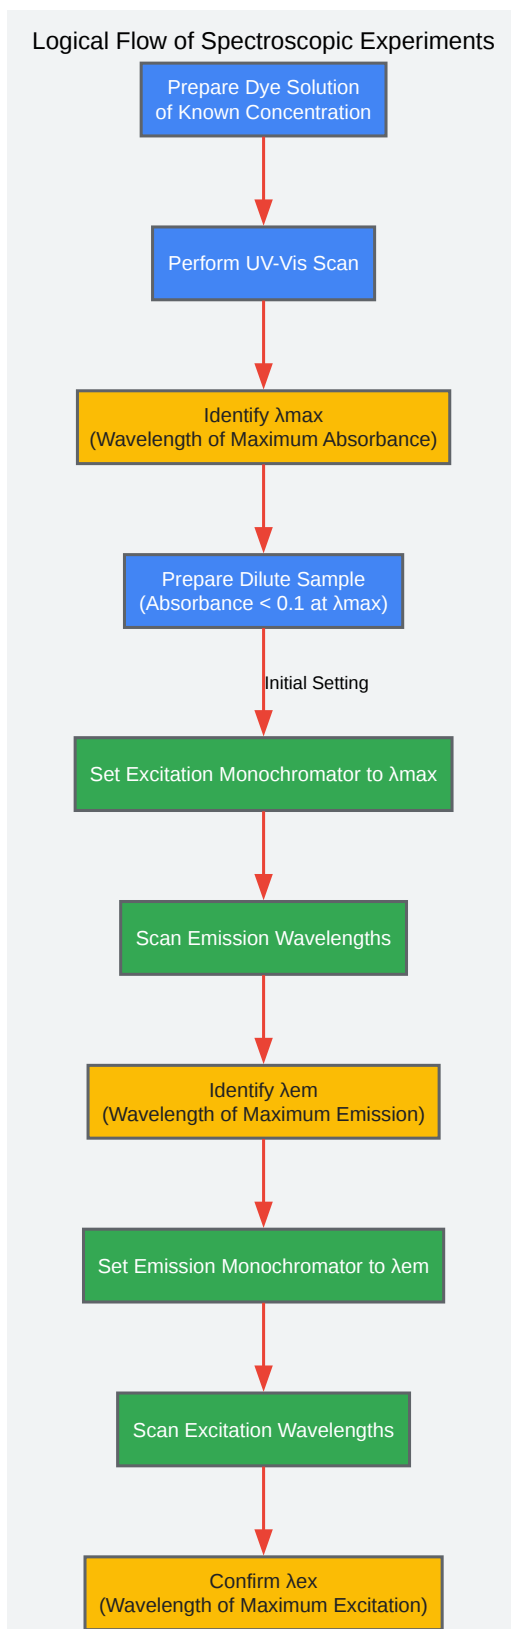 Logical Flow of Spectroscopic Experiments
Prepare Dye Solution
of Known Concentration
Perform UV-Vis Scan
Identify λmax
(Wavelength of Maximum Absorbance)
Prepare Dilute Sample
(Absorbance < 0.1 at λmax)
Initial Setting
Set Excitation Monochromator to λmax
Scan Emission Wavelengths
Identify λem
(Wavelength of Maximum Emission)
Set Emission Monochromator to λem
Scan Excitation Wavelengths
Confirm λex
(Wavelength of Maximum Excitation)